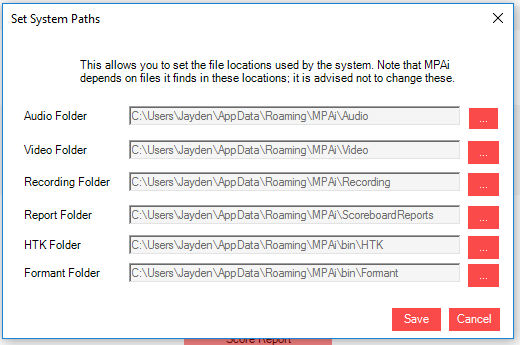 Set System Paths
This allows you to set the file locations used by the system. Note that MPAi
depends on files it finds in these locations; it is advised not to change these.
Audio Folder C:\Users\Jayden\AppData\Roaming\MPAi\Audio ...
Video Folder C:\Users\Jayden\AppData\Roaming\MPAi\Video ...
Recording Folder C:\Users\Jayden\AppData\Roaming\MPAi\Recording ...
Report Folder C:\Users\Jayden\AppData\Roaming\MPAi\ScoreboardReports ...
HTK Folder C:\Users\Jayden\AppData\Roaming\MPAi\bin\HTK ...
Formant Folder C:\Users\Jayden\AppData\Roaming\MPAi\bin\Formant ...
Save Cancel
Score Report